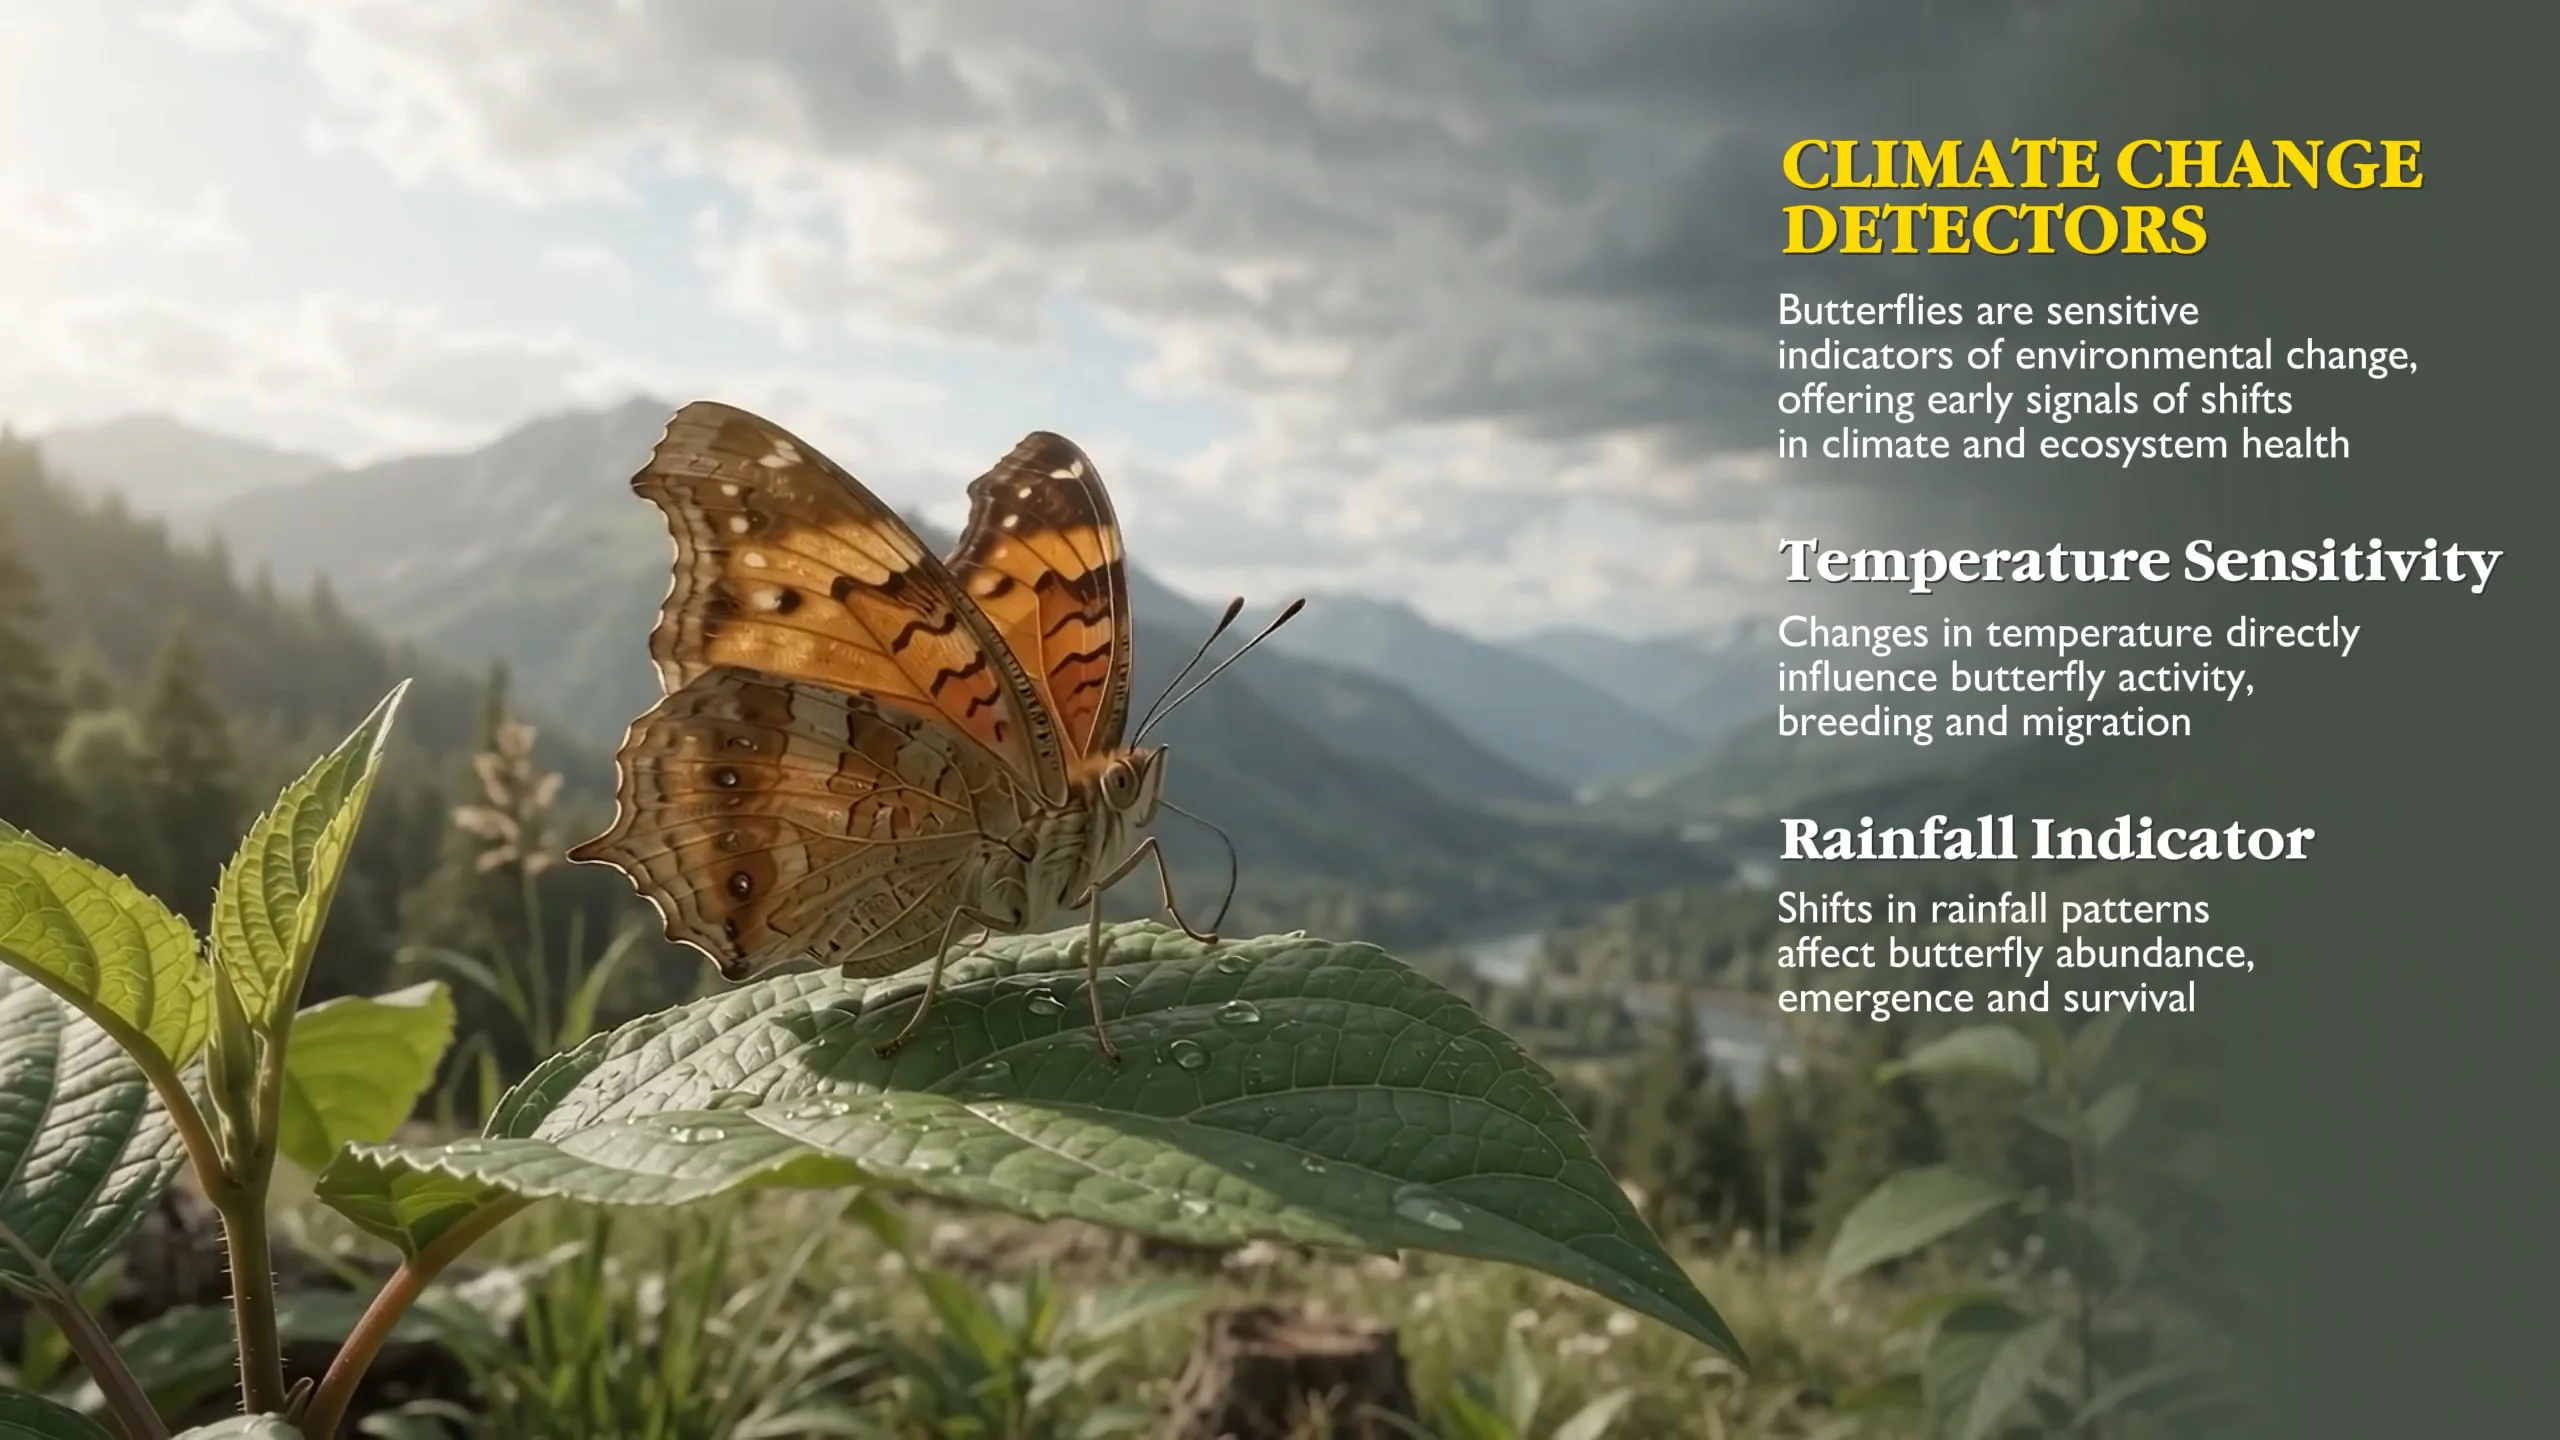 CLIMATE CHANGE
DETECTORS
Butterflies are sensitive
indicators of environmental change,
offering early signals of shifts
in climate and ecosystem health
Temperature Sensitivity
Changes in temperature directly
influence butterfly activity,
breeding and migration
Rainfall Indicator
Shifts in rainfall patterns
affect butterfly abundance,
emergence and survival